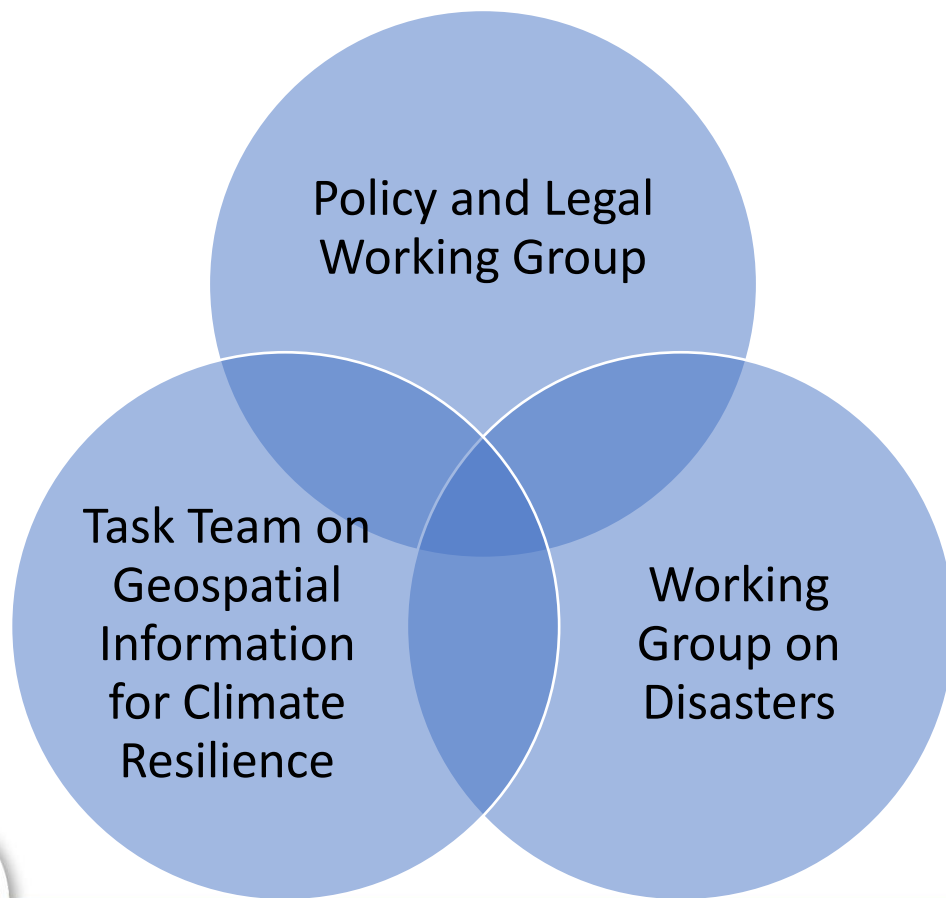 Policy and Legal
Working Group
Task Team on
Geospatial
Information
for Climate
Resilience
Working
Group on
Disasters